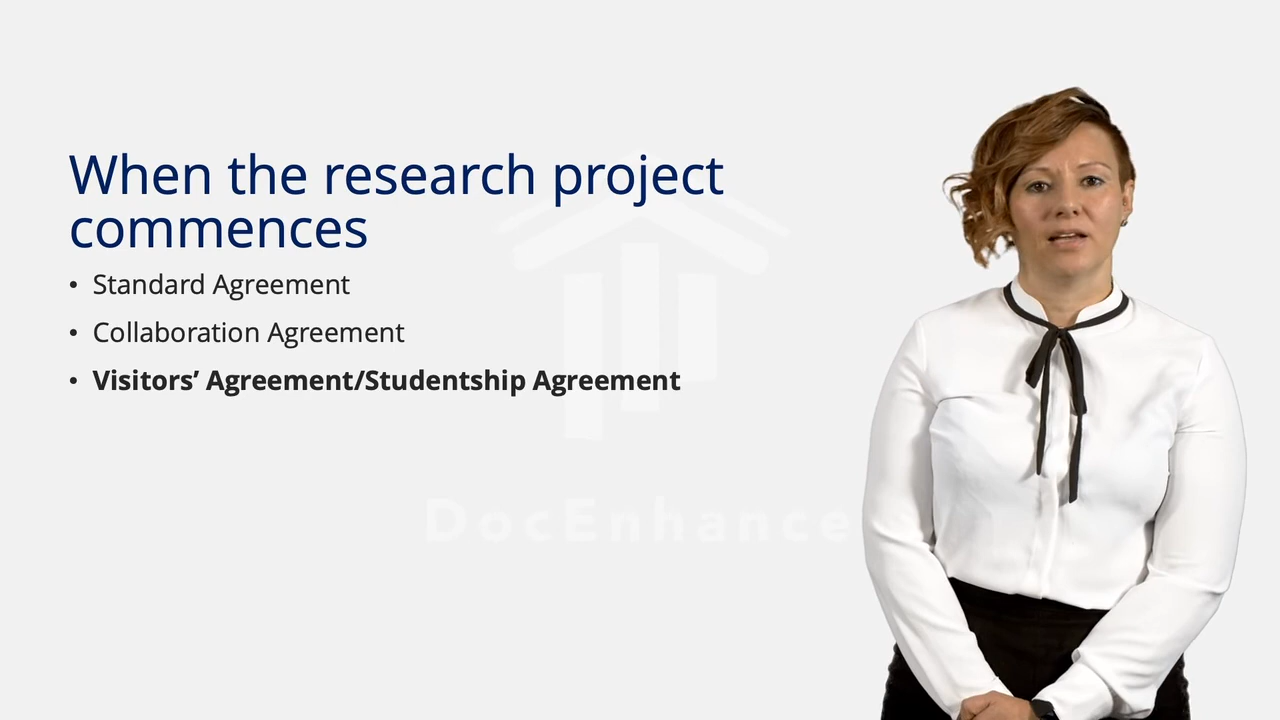 When the research project
commences
• Standard Agreement
• Collaboration Agreement
• Visitors’ Agreement/Studentship Agreement
DocEnhance